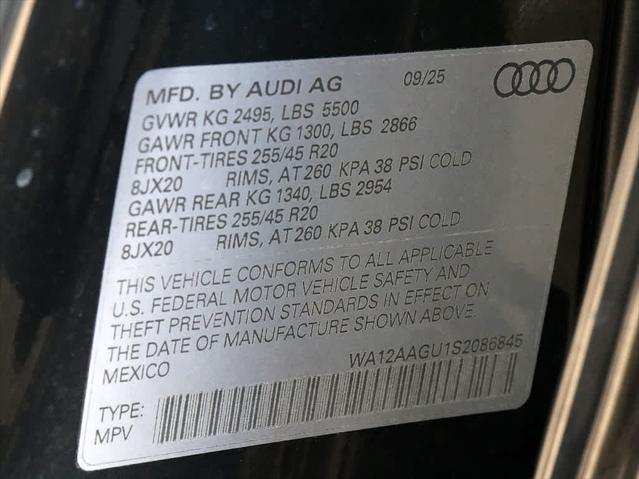 MFD. BY AUDI AG 09/25
GVWR KG 2495, LBS 5500
GAWR FRONT KG 1300, LBS 2866
FRONT-TIRES 255/45 R20
8JX20 RIMS, AT 260 KPA 38 PSI COLD
GAWR REAR KG 1340, LBS 2954
REAR-TIRES 255/45 R20
8JX20 RIMS, AT 260 KPA 38 PSI COLD
THIS VEHICLE CONFORMS TO ALL APPLICABLE
U.S. FEDERAL MOTOR VEHICLE SAFETY AND
THEFT PREVENTION STANDARDS IN EFFECT ON
THE DATE OF MANUFACTURE SHOWN ABOVE.
MEXICO WA12AAGU1S2086845
TYPE:
MPV